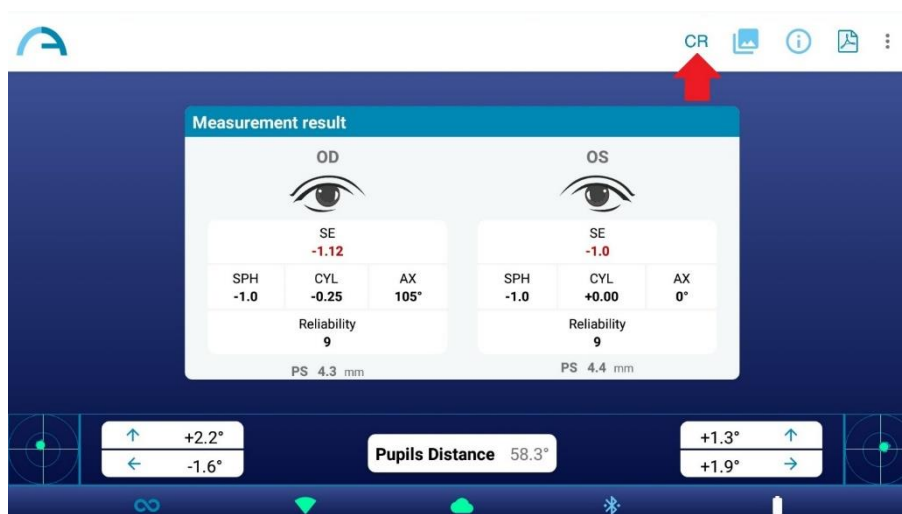 CR
Measurement result
OD
OS
SE
-1.12
SE
-1.0
SPH CYL AX
-1.0 -0.25 105°
SPH CYL AX
-1.0 +0.00 0°
Reliability
9
Reliability
9
PS 4.3 mm
PS 4.4 mm
+2.2°
-1.6°
Pupils Distance 58.3°
+1.3°
+1.9°